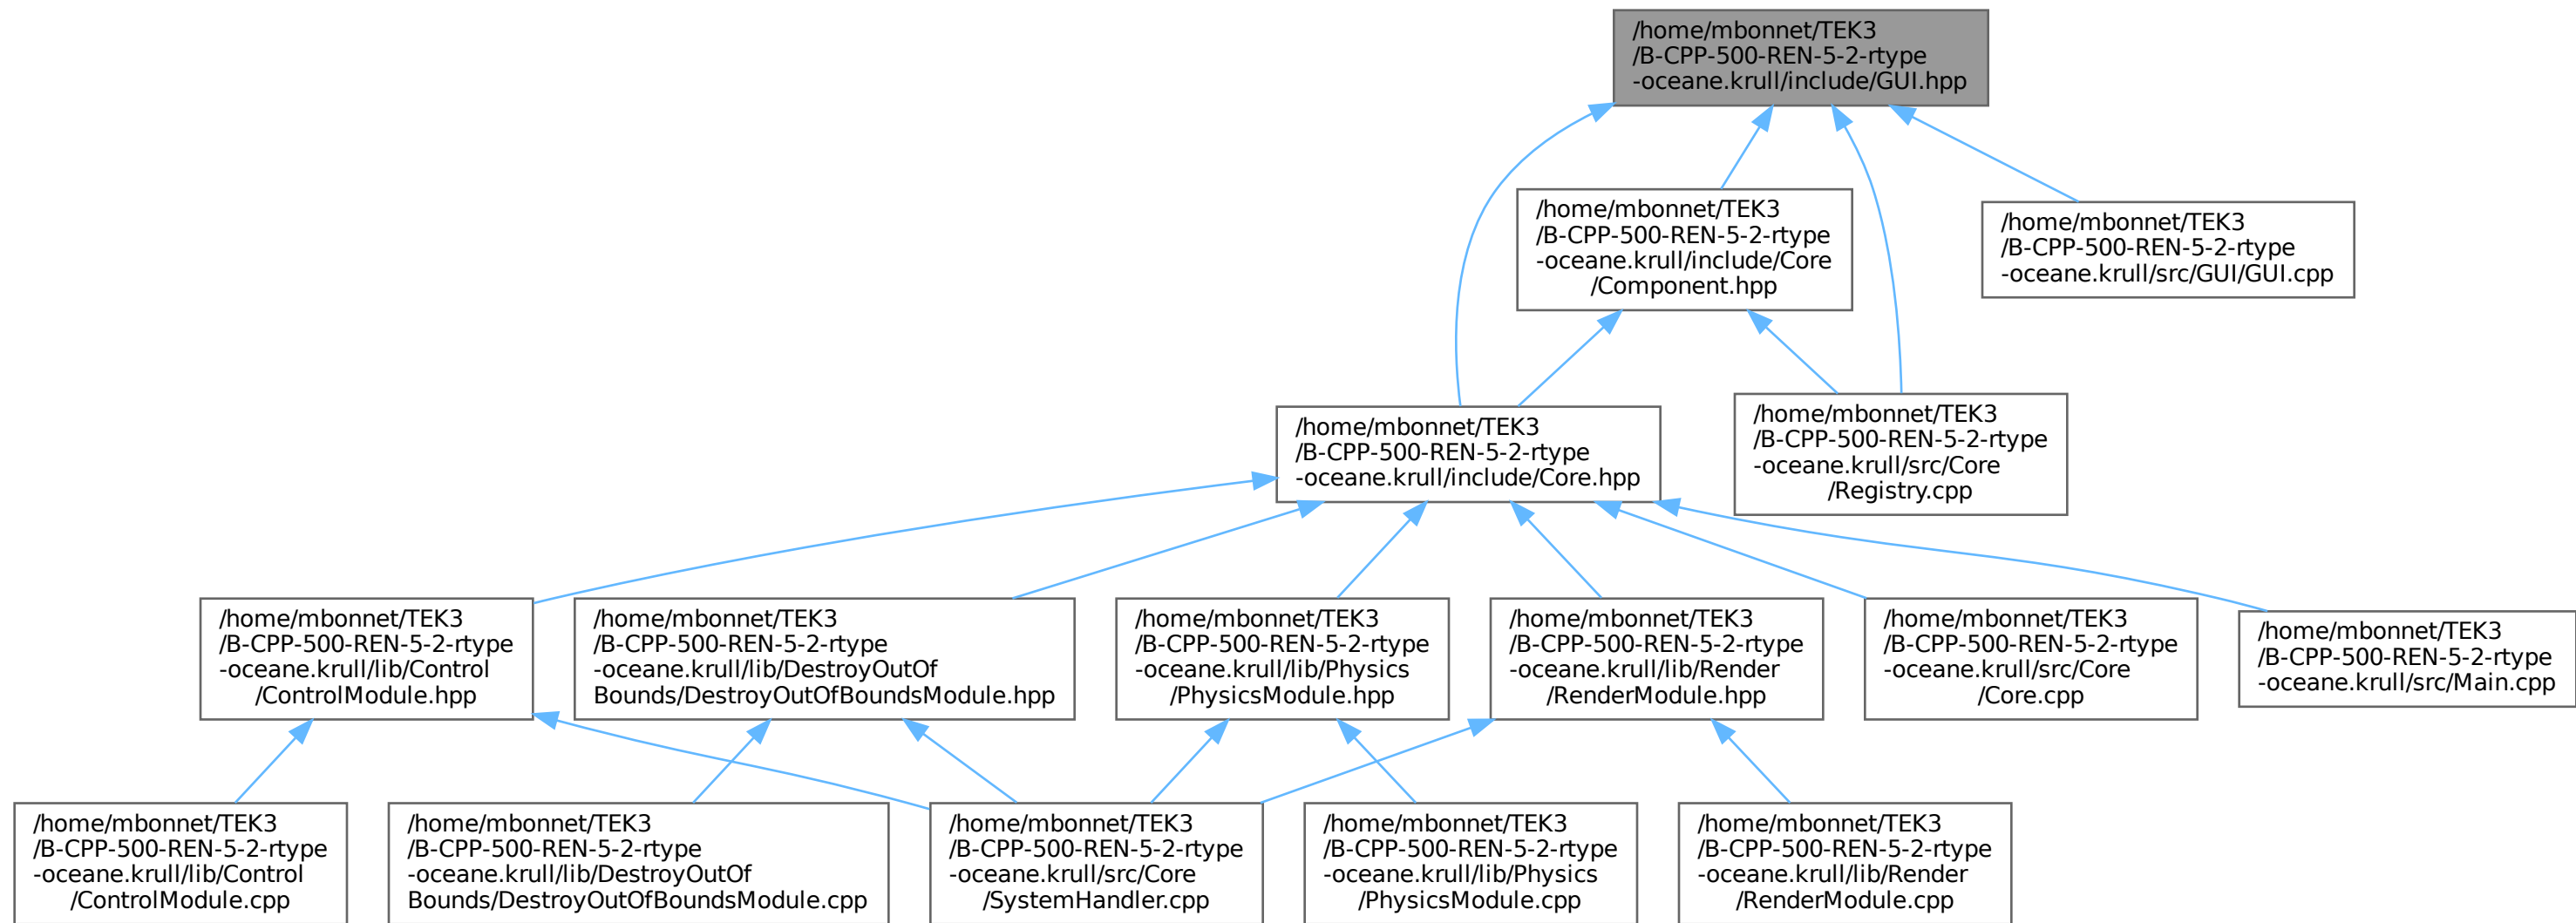 /home/mbonnet/TEK3
/B-CPP-500-REN-5-2-rtype
-oceane.krull/include/GUI.hpp
/home/mbonnet/TEK3
/B-CPP-500-REN-5-2-rtype
-oceane.krull/include/Core
/Component.hpp
/home/mbonnet/TEK3
/B-CPP-500-REN-5-2-rtype
-oceane.krull/src/GUI/GUI.cpp
/home/mbonnet/TEK3
/B-CPP-500-REN-5-2-rtype
-oceane.krull/include/Core.hpp
/home/mbonnet/TEK3
/B-CPP-500-REN-5-2-rtype
-oceane.krull/src/Core
/Registry.cpp
/home/mbonnet/TEK3
/B-CPP-500-REN-5-2-rtype
-oceane.krull/lib/Control
/ControlModule.hpp
/home/mbonnet/TEK3
/B-CPP-500-REN-5-2-rtype
-oceane.krull/lib/DestroyOutOf
Bounds/DestroyOutOfBoundsModule.hpp
/home/mbonnet/TEK3
/B-CPP-500-REN-5-2-rtype
-oceane.krull/lib/Physics
/PhysicsModule.hpp
/home/mbonnet/TEK3
/B-CPP-500-REN-5-2-rtype
-oceane.krull/lib/Render
/RenderModule.hpp
/home/mbonnet/TEK3
/B-CPP-500-REN-5-2-rtype
-oceane.krull/src/Core
/Core.cpp
/home/mbonnet/TEK3
/B-CPP-500-REN-5-2-rtype
-oceane.krull/src/Main.cpp
/home/mbonnet/TEK3
/B-CPP-500-REN-5-2-rtype
-oceane.krull/lib/Control
/ControlModule.cpp
/home/mbonnet/TEK3
/B-CPP-500-REN-5-2-rtype
-oceane.krull/lib/DestroyOutOf
Bounds/DestroyOutOfBoundsModule.cpp
/home/mbonnet/TEK3
/B-CPP-500-REN-5-2-rtype
-oceane.krull/src/Core
/SystemHandler.cpp
/home/mbonnet/TEK3
/B-CPP-500-REN-5-2-rtype
-oceane.krull/lib/Physics
/PhysicsModule.cpp
/home/mbonnet/TEK3
/B-CPP-500-REN-5-2-rtype
-oceane.krull/lib/Render
/RenderModule.cpp